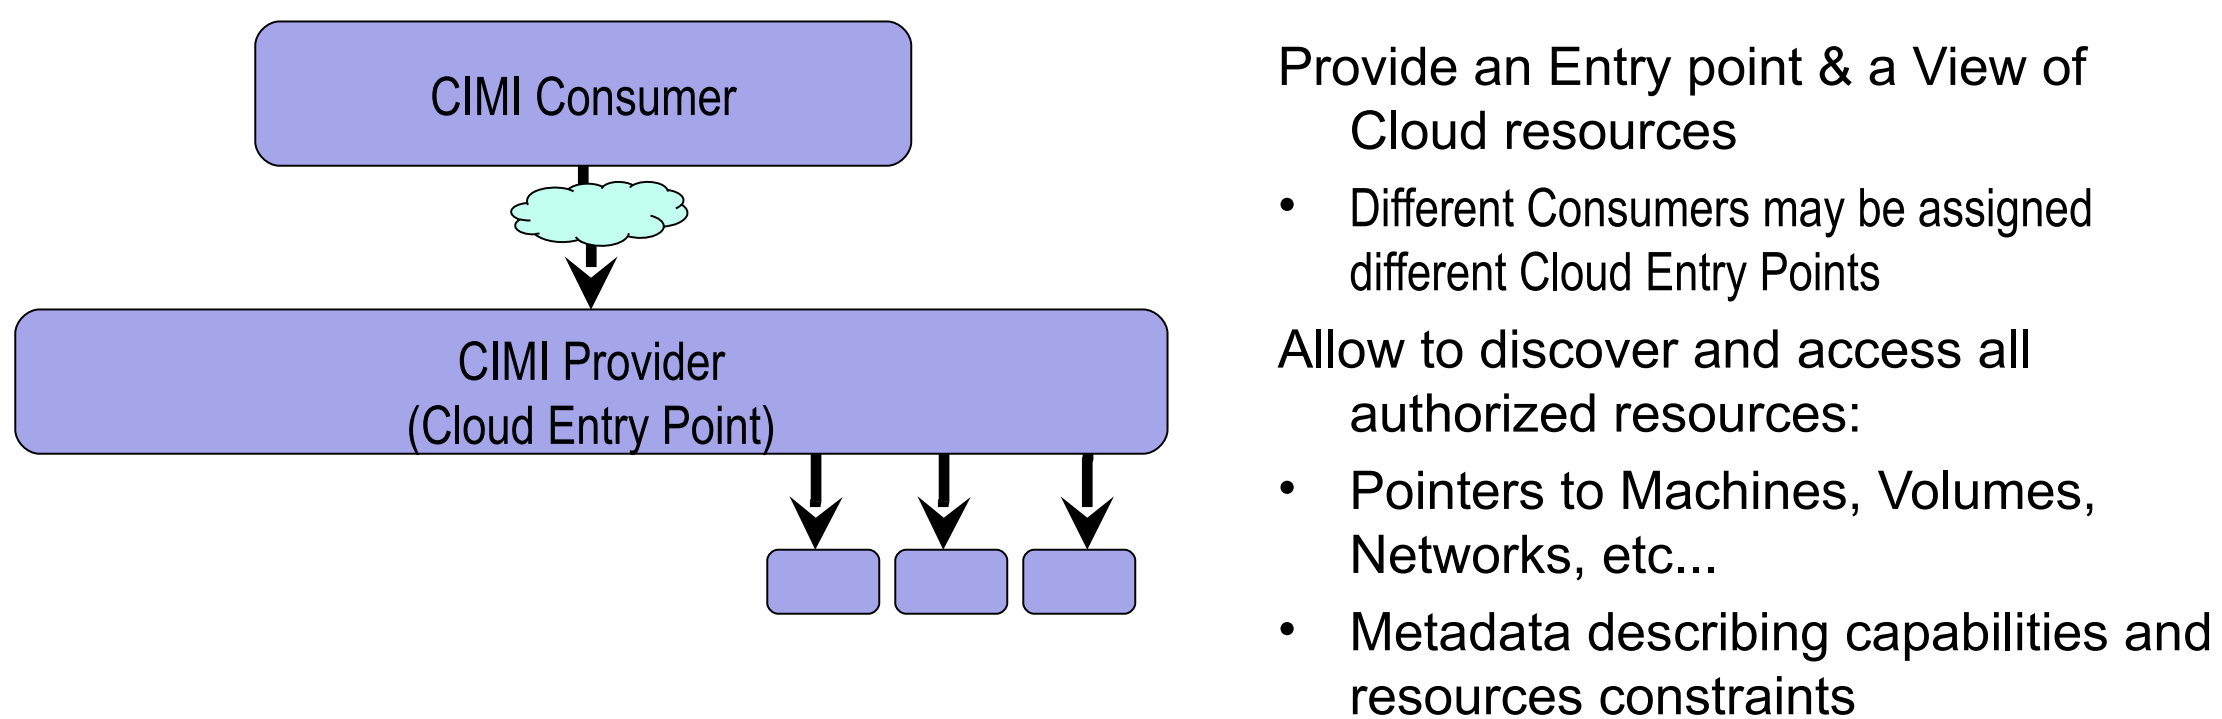 CIMI Consumer
CIMI Provider
(Cloud Entry Point)
Provide an Entry point & a View of
Cloud resources
• Different Consumers may be assigned
different Cloud Entry Points
Allow to discover and access all
authorized resources:
• Pointers to Machines, Volumes,
Networks, etc...
• Metadata describing capabilities and
resources constraints